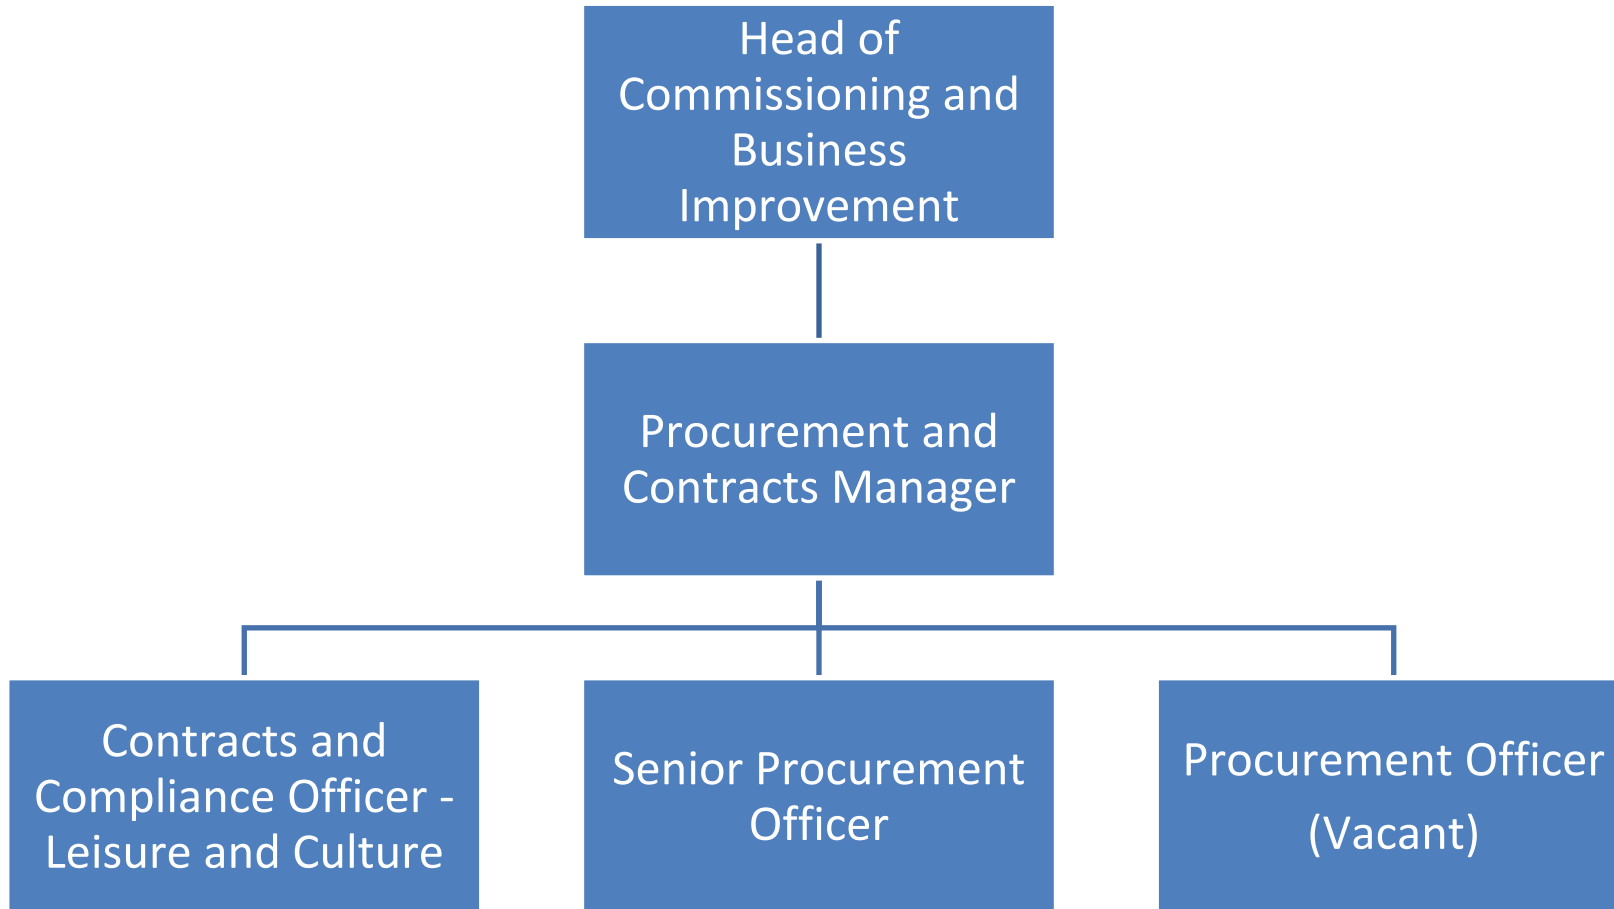 Head of
Commissioning and
Business
Improvement
Procurement and
Contracts Manager
Contracts and
Compliance Officer -
Leisure and Culture
Senior Procurement
Officer
Procurement Officer
(Vacant)